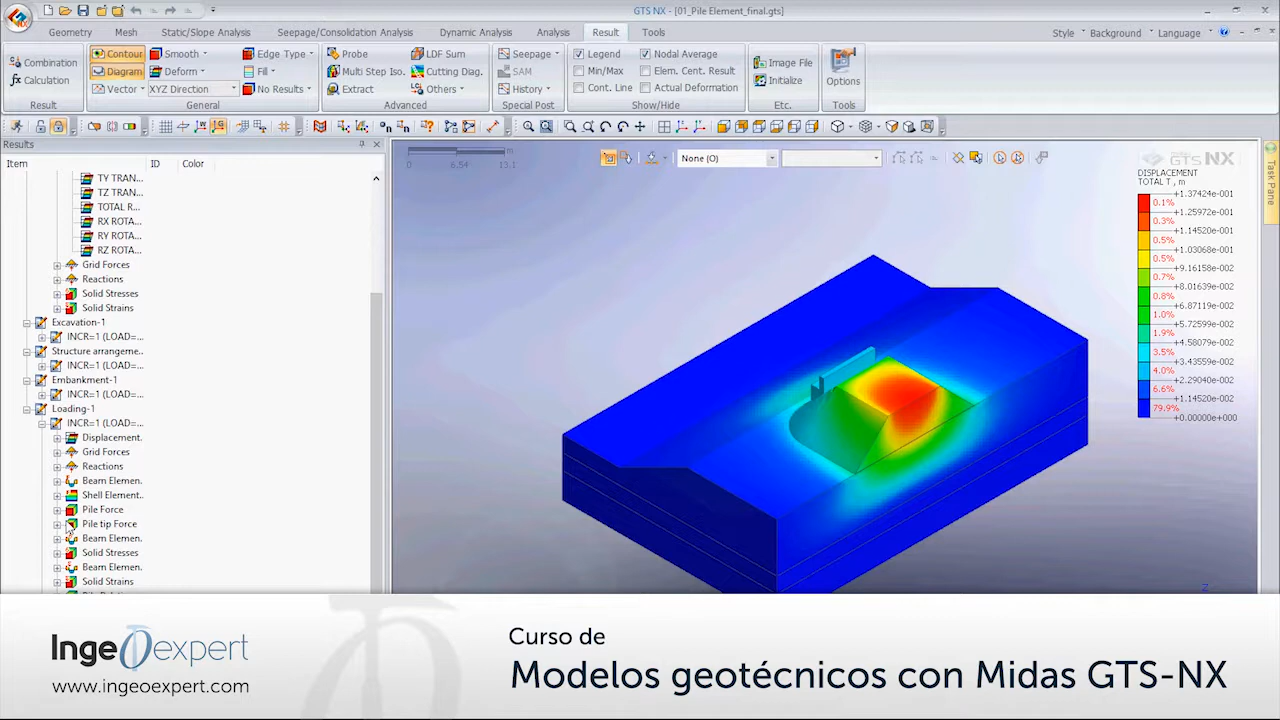 GTS NX - [01_Pile Element_final.gts]
Geometry Mesh Static/Slope Analysis Seepage/Consolidation Analysis Dynamic Analysis Analysis Result Tools Style Background Language
Combination Contour Smooth Edge Type Probe LDF Sum Seepage Legend Nodal Average Image File
Calculation Diagram Deform Fill Multi Step Iso. Cutting Diag. SAM Min/Max Elem. Cent. Result Initialize Options
Vector XYZ Direction No Results Extract Others History Cont. Line Actual Deformation
Result General Advanced Special Post Show/Hide Etc. Tools
Results
Item ID Color
TY TRAN...
TZ TRAN...
TOTAL R...
RX ROTA...
RY ROTA...
RZ ROTA...
Grid Forces
Reactions
Solid Stresses
Solid Strains
Excavation-1
INCR=1 (LOAD=...
Structure arrangeme..
INCR=1 (LOAD=...
Embankment-1
INCR=1 (LOAD=...
Loading-1
INCR=1 (LOAD=...
Displacement.
Grid Forces
Reactions
Beam Elemen.
Shell Element..
Pile Force
Pile tip Force
Beam Elemen.
Solid Stresses
Beam Elemen.
Solid Strains
m
0 6.54 13.1
None (O)
GTS NX
Task Pane
DISPLACEMENT
TOTAL T , m
+1.37424e-001
0.1%
+1.25972e-001
0.3%
+1.14520e-001
0.5%
+1.03068e-001
0.5%
+9.16158e-002
0.7%
+8.01639e-002
0.8%
+6.87119e-002
1.0%
+5.72599e-002
1.9%
+4.58079e-002
3.5%
+3.43559e-002
4.0%
+2.29040e-002
6.6%
+1.14520e-002
79.9%
+0.00000e+000
Z
Ingeoexpert
www.ingeoexpert.com
Curso de
Modelos geotécnicos con Midas GTS-NX